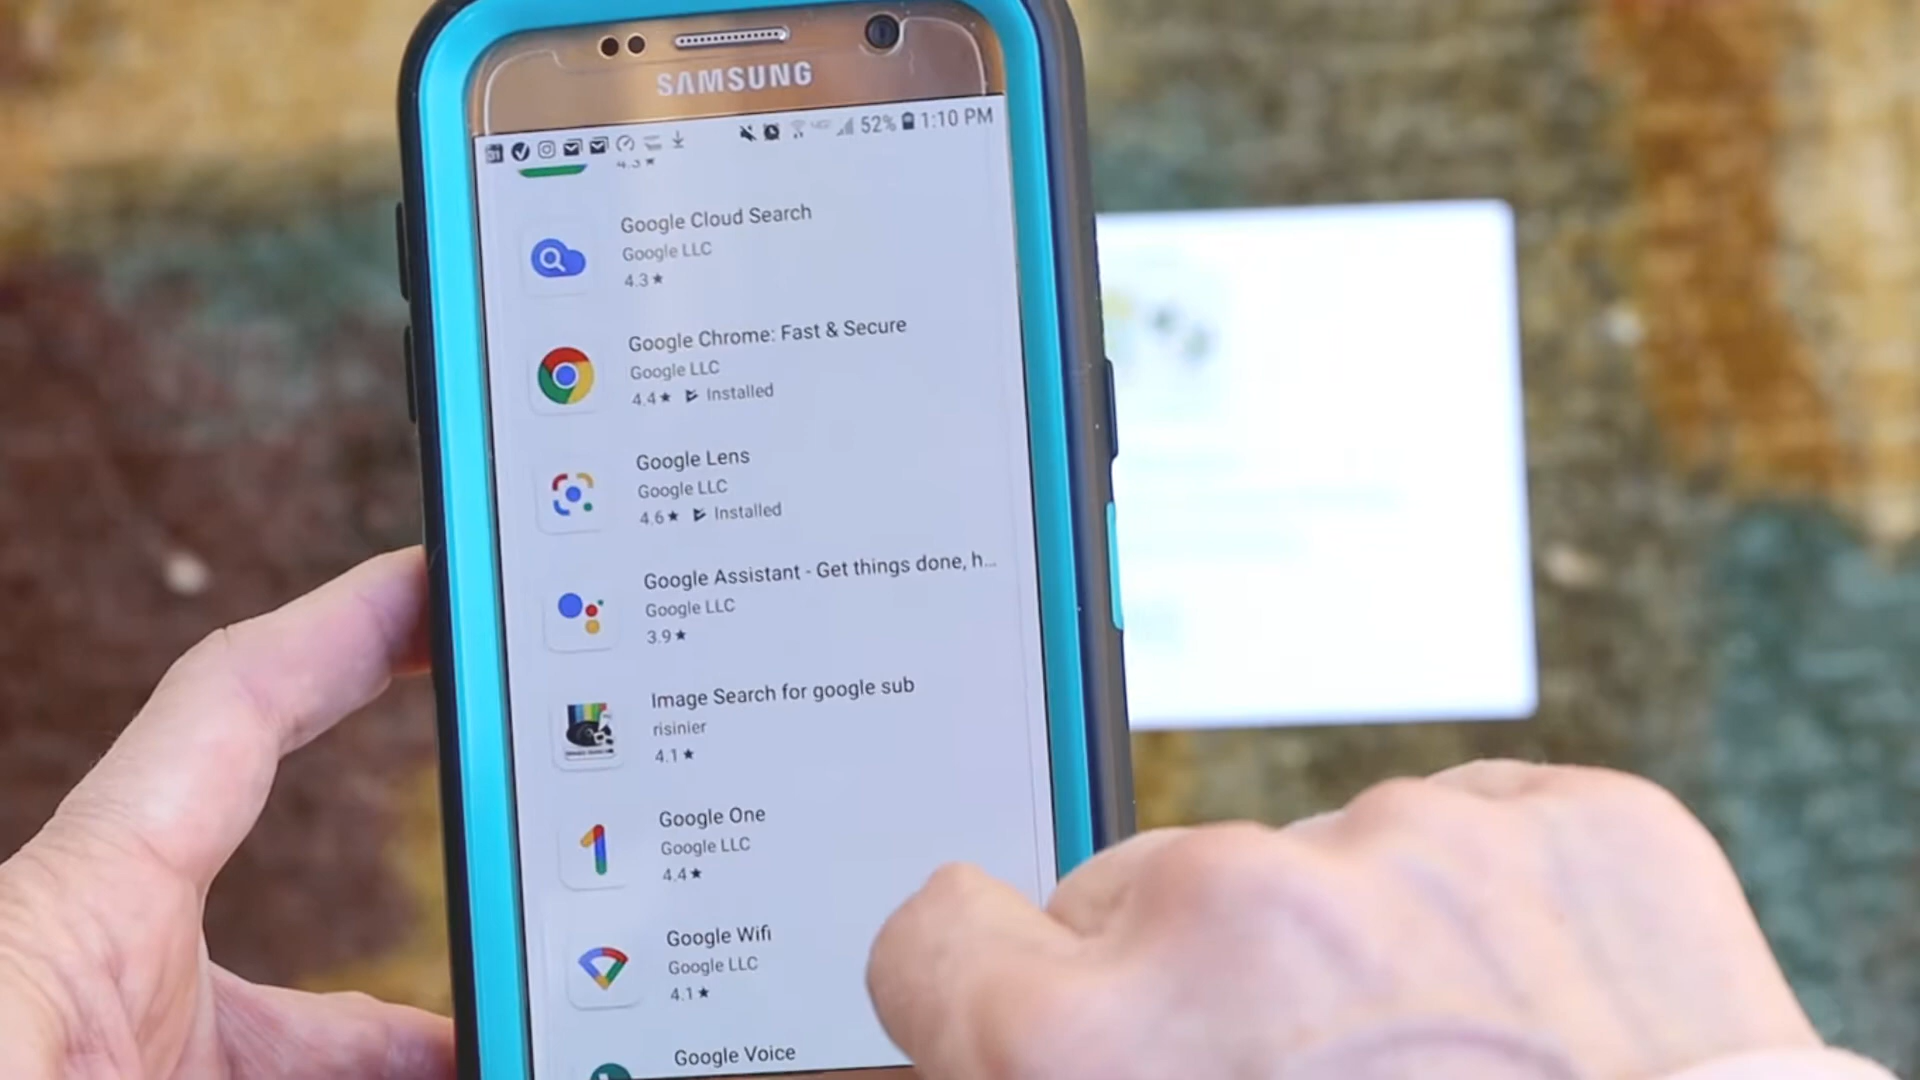 SAMSUNG
52% 1:10 PM
4.3★
Google Cloud Search
Google LLC
4.3★
Google Chrome: Fast & Secure
Google LLC
4.4★ Installed
Google Lens
Google LLC
4.6★ Installed
Google Assistant - Get things done, h...
Google LLC
3.9★
Image Search for google sub
risinier
4.1★
Google One
Google LLC
4.4★
Google Wifi
Google LLC
4.1★
Google Voice